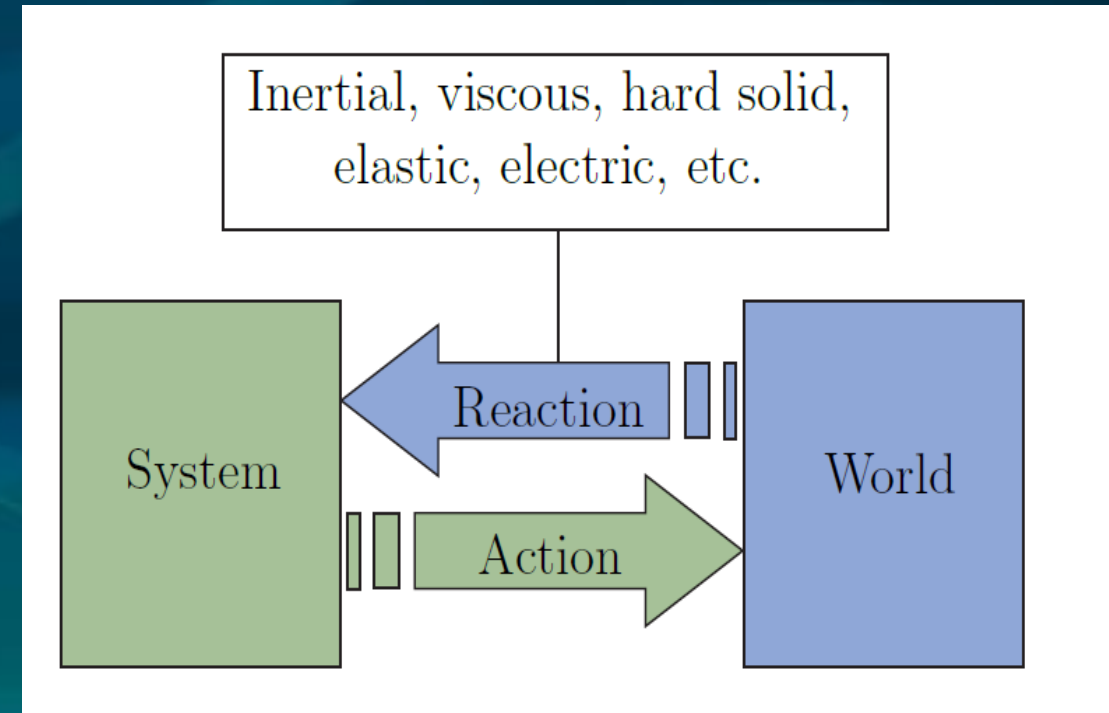 Inertial, viscous, hard solid,
elastic, electric, etc.
Reaction
System
World
Action